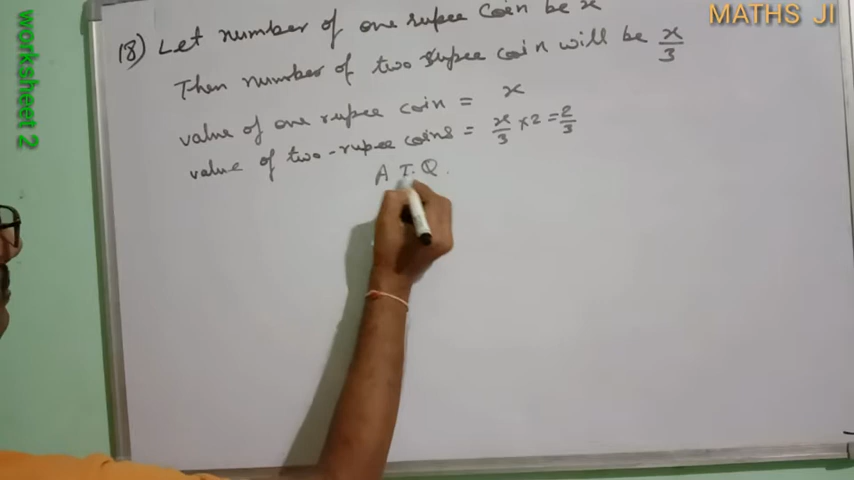 MATHS JI
worksheet 2
18) Let number of one rupee coin be x
Then number of two rupee coin will be x/3
value of one rupee coin = x
value of two-rupee coins = x/3 × 2 = 2/3
A T.Q.